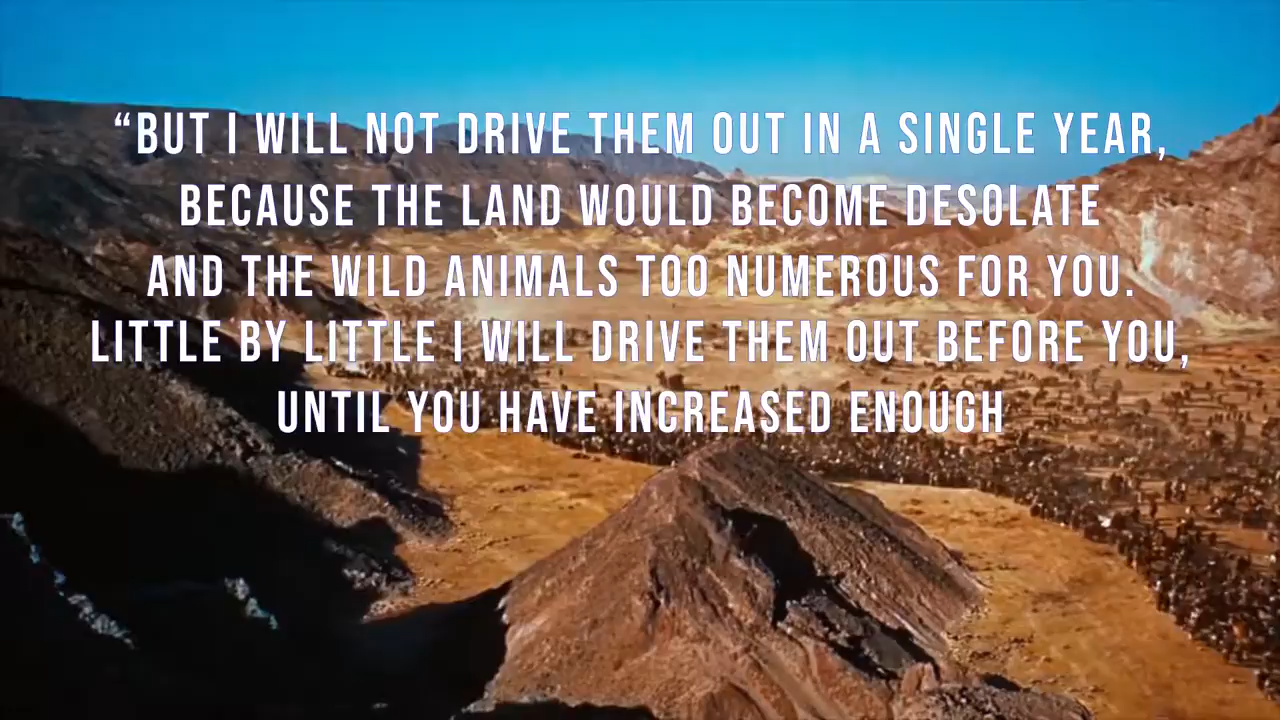 “BUT I WILL NOT DRIVE THEM OUT IN A SINGLE YEAR,
BECAUSE THE LAND WOULD BECOME DESOLATE
AND THE WILD ANIMALS TOO NUMEROUS FOR YOU.
LITTLE BY LITTLE I WILL DRIVE THEM OUT BEFORE YOU,
UNTIL YOU HAVE INCREASED ENOUGH